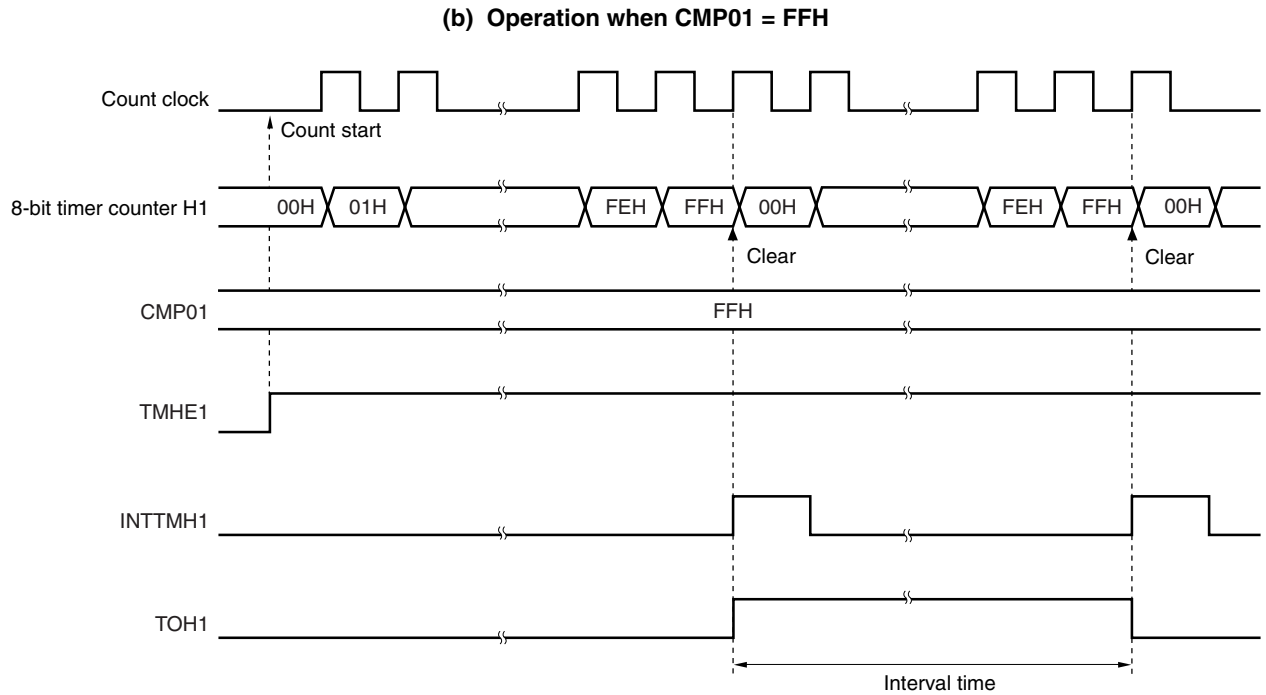 (b) Operation when CMP01 = FFH
Count clock
Count start
8-bit timer counter H1
00H 01H FEH FFH 00H FEH FFH 00H
Clear Clear
CMP01 FFH
TMHE1
INTTMH1
TOH1
Interval time